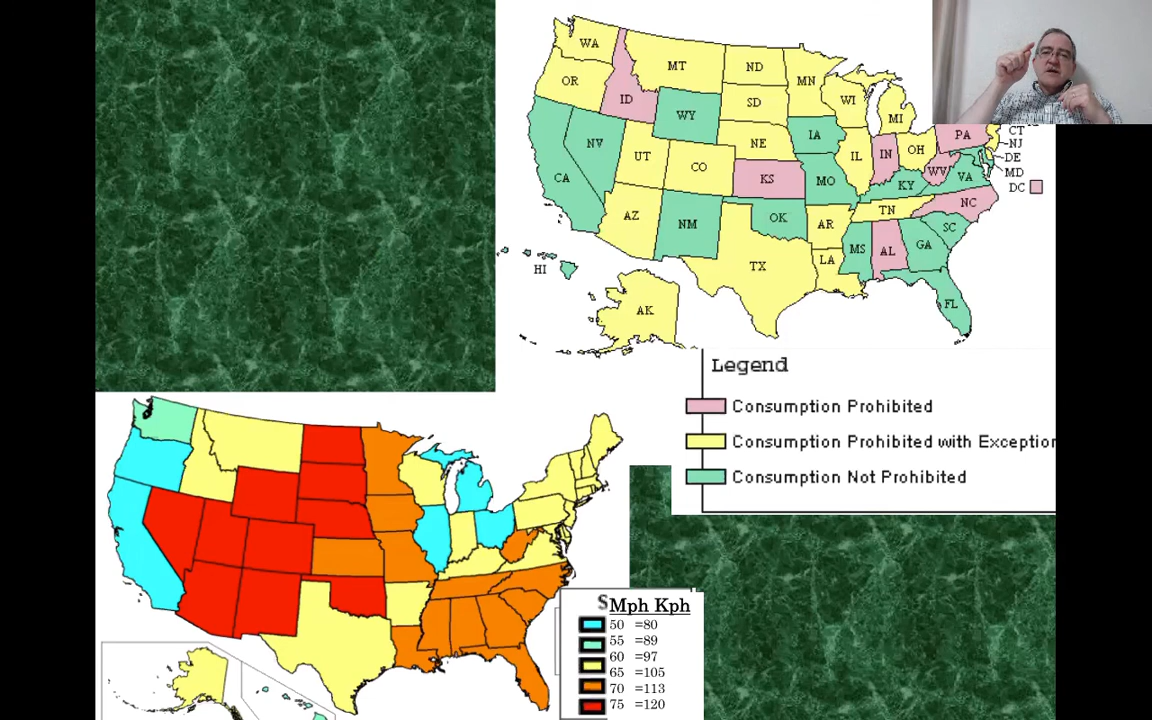 WA
MT
ND
MN
OR
ID
SD
WI
MI
WY
NV
UT
CO
NE
IA
IL
IN
OH
PA
CT
NJ
DE
MD
DC
CA
AZ
NM
KS
MO
KY
WV
VA
OK
AR
TN
NC
SC
TX
LA
MS
AL
GA
FL
HI
AK
Legend
Consumption Prohibited
Consumption Prohibited with Exception
Consumption Not Prohibited
Mph Kph
50 =80
55 =89
60 =97
65 =105
70 =113
75 =120